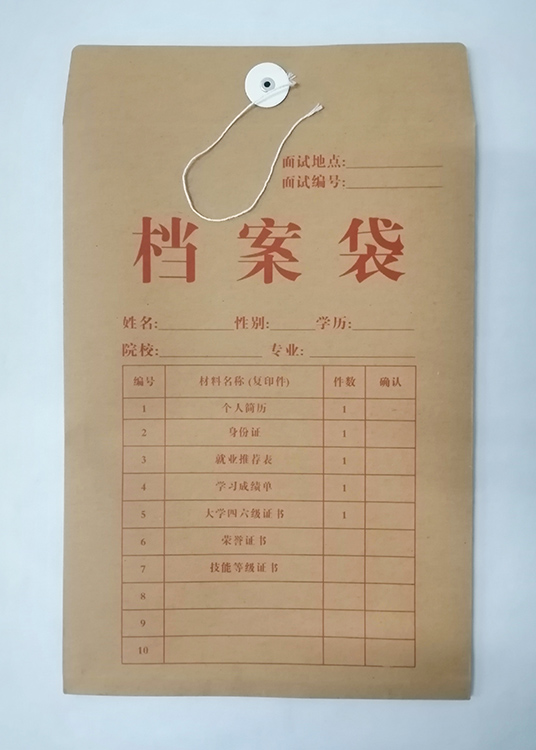 面试地点:
面试编号:
档案袋
姓名: 性别: 学历:
院校: 专业:
编号 材料名称 (复印件) 件数 确认
1 个人简历 1
2 身份证 1
3 就业推荐表 1
4 学习成绩单 1
5 大学四六级证书 1
6 荣誉证书
7 技能等级证书
8
9
10